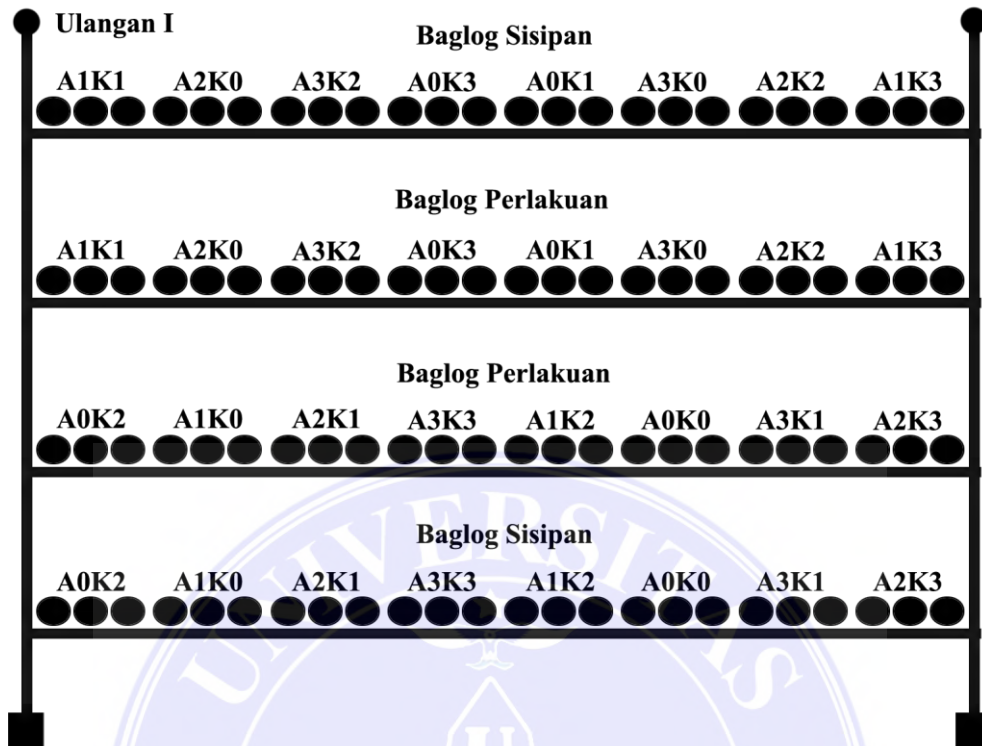 Ulangan I
Baglog Sisipan
A1K1 A2K0 A3K2 A0K3 A0K1 A3K0 A2K2 A1K3
Baglog Perlakuan
A1K1 A2K0 A3K2 A0K3 A0K1 A3K0 A2K2 A1K3
Baglog Perlakuan
A0K2 A1K0 A2K1 A3K3 A1K2 A0K0 A3K1 A2K3
Baglog Sisipan
A0K2 A1K0 A2K1 A3K3 A1K2 A0K0 A3K1 A2K3
UNIVERSITAS